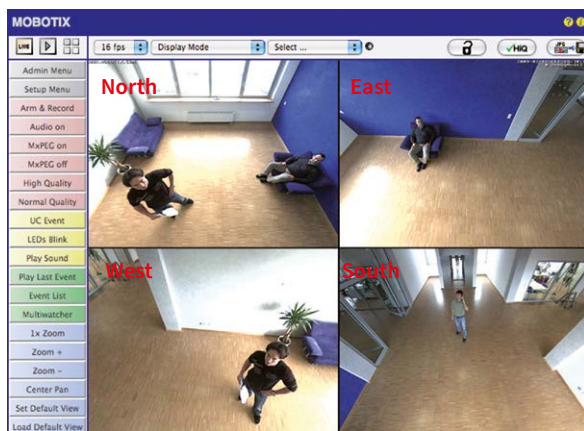 MOBOTIX
LIVE
16 fps
Display Mode
Select ...
HiQ
Admin Menu
Setup Menu
Arm & Record
Audio on
MxPEG on
MxPEG off
High Quality
Normal Quality
UC Event
LEDs Blink
Play Sound
Play Last Event
Event List
Multiwatcher
1x Zoom
Zoom +
Zoom –
Center Pan
Set Default View
Load Default View
North
East
West
South